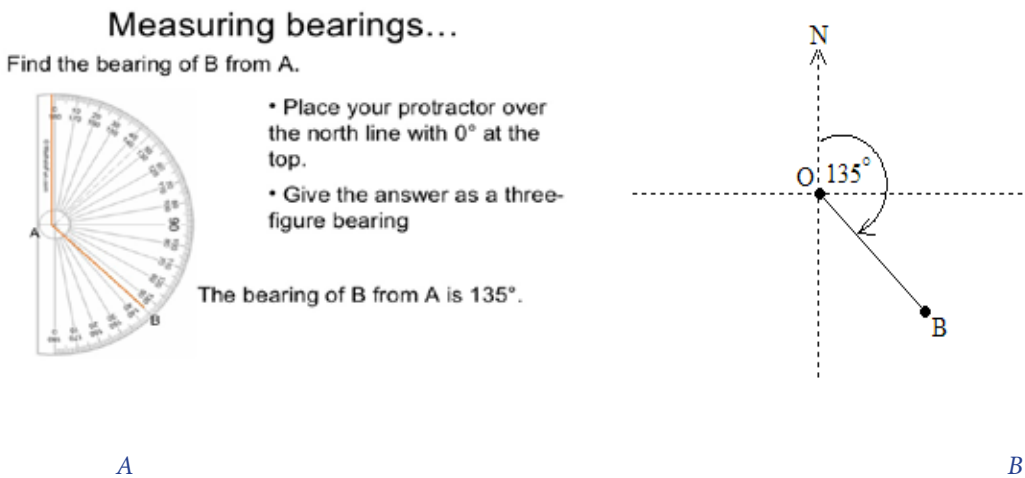 Measuring bearings...
Find the bearing of B from A.
• Place your protractor over
the north line with 0° at the
top.
• Give the answer as a three-
figure bearing
A
90
B
The bearing of B from A is 135°.
N
O 135°
B
A
B